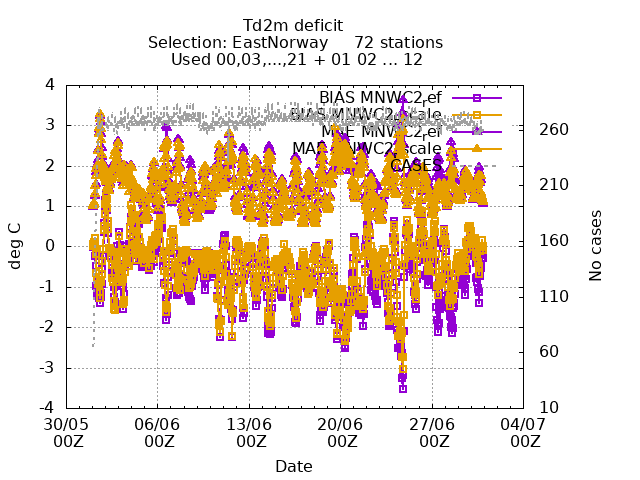 Td2m deficit
Selection: EastNorway 72 stations
Used 00,03,...,21 + 01 02 ... 12
4
3
2
1
0
-1
-2
-3
-4
deg C
BIAS MNWC2_ref
BIAS MNWC2_scale
MAE MNWC2_ref
MAE MNWC2_scale
CASES
260
210
160
110
60
10
No cases
30/05 06/06 13/06 20/06 27/06 04/07
00Z 00Z 00Z 00Z 00Z 00Z
Date